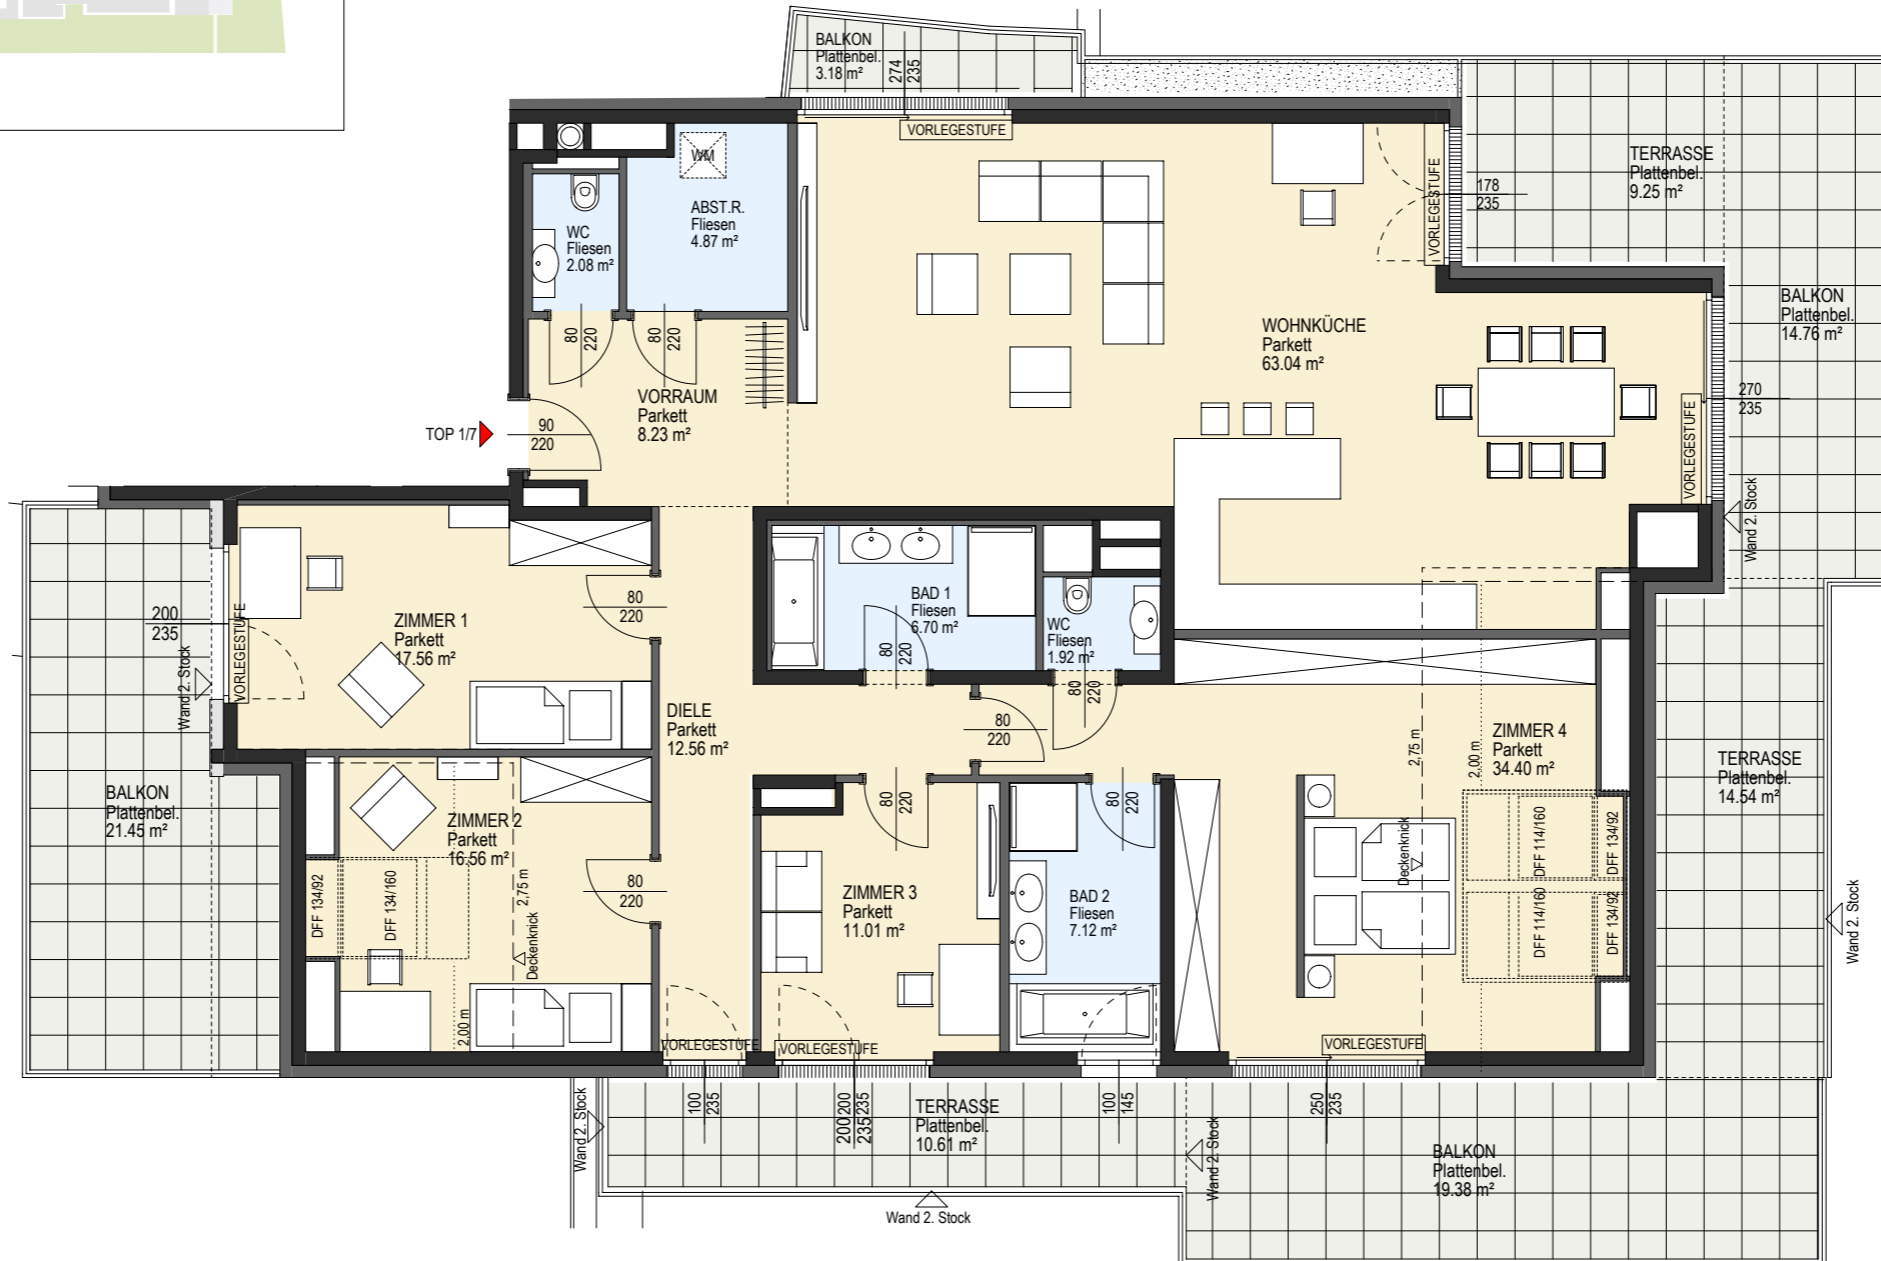 BALKON
Plattenbel.
3.18 m²
274
235
VORLEGESTUFE
WM
ABST.R.
Fliesen
4.87 m²
WC
Fliesen
2.08 m²
80
220
80
220
VORRAUM
Parkett
8.23 m²
TOP 1/7
90
220
WOHNKÜCHE
Parkett
63.04 m²
VORLEGESTUFE
178
235
TERRASSE
Plattenbel.
9.25 m²
BALKON
Plattenbel.
14.76 m²
270
235
VORLEGESTUFE
Wand 2. Stock
200
235
VORLEGESTUFE
Wand 2. Stock
ZIMMER 1
Parkett
17.56 m²
80
220
BAD 1
Fliesen
6.70 m²
80
220
WC
Fliesen
1.92 m²
80
220
DIELE
Parkett
12.56 m²
80
220
ZIMMER 4
Parkett
34.40 m²
2,75 m
2,00 m
TERRASSE
Plattenbel.
14.54 m²
BALKON
Plattenbel.
21.45 m²
ZIMMER 2
Parkett
16.56 m²
DFF 134/92
DFF 134/160
2,75 m
Deckenknick
2,00 m
80
220
80
220
ZIMMER 3
Parkett
11.01 m²
80
220
BAD 2
Fliesen
7.12 m²
Deckenknick
DFF 114/160
DFF 134/92
DFF 114/160
DFF 134/92
Wand 2. Stock
VORLEGESTUFE
VORLEGESTUFE
VORLEGESTUFE
100
235
200 200
235 235
100
145
250
235
Wand 2. Stock
TERRASSE
Plattenbel.
10.61 m²
Wand 2. Stock
BALKON
Plattenbel.
19.38 m²
Wand 2. Stock